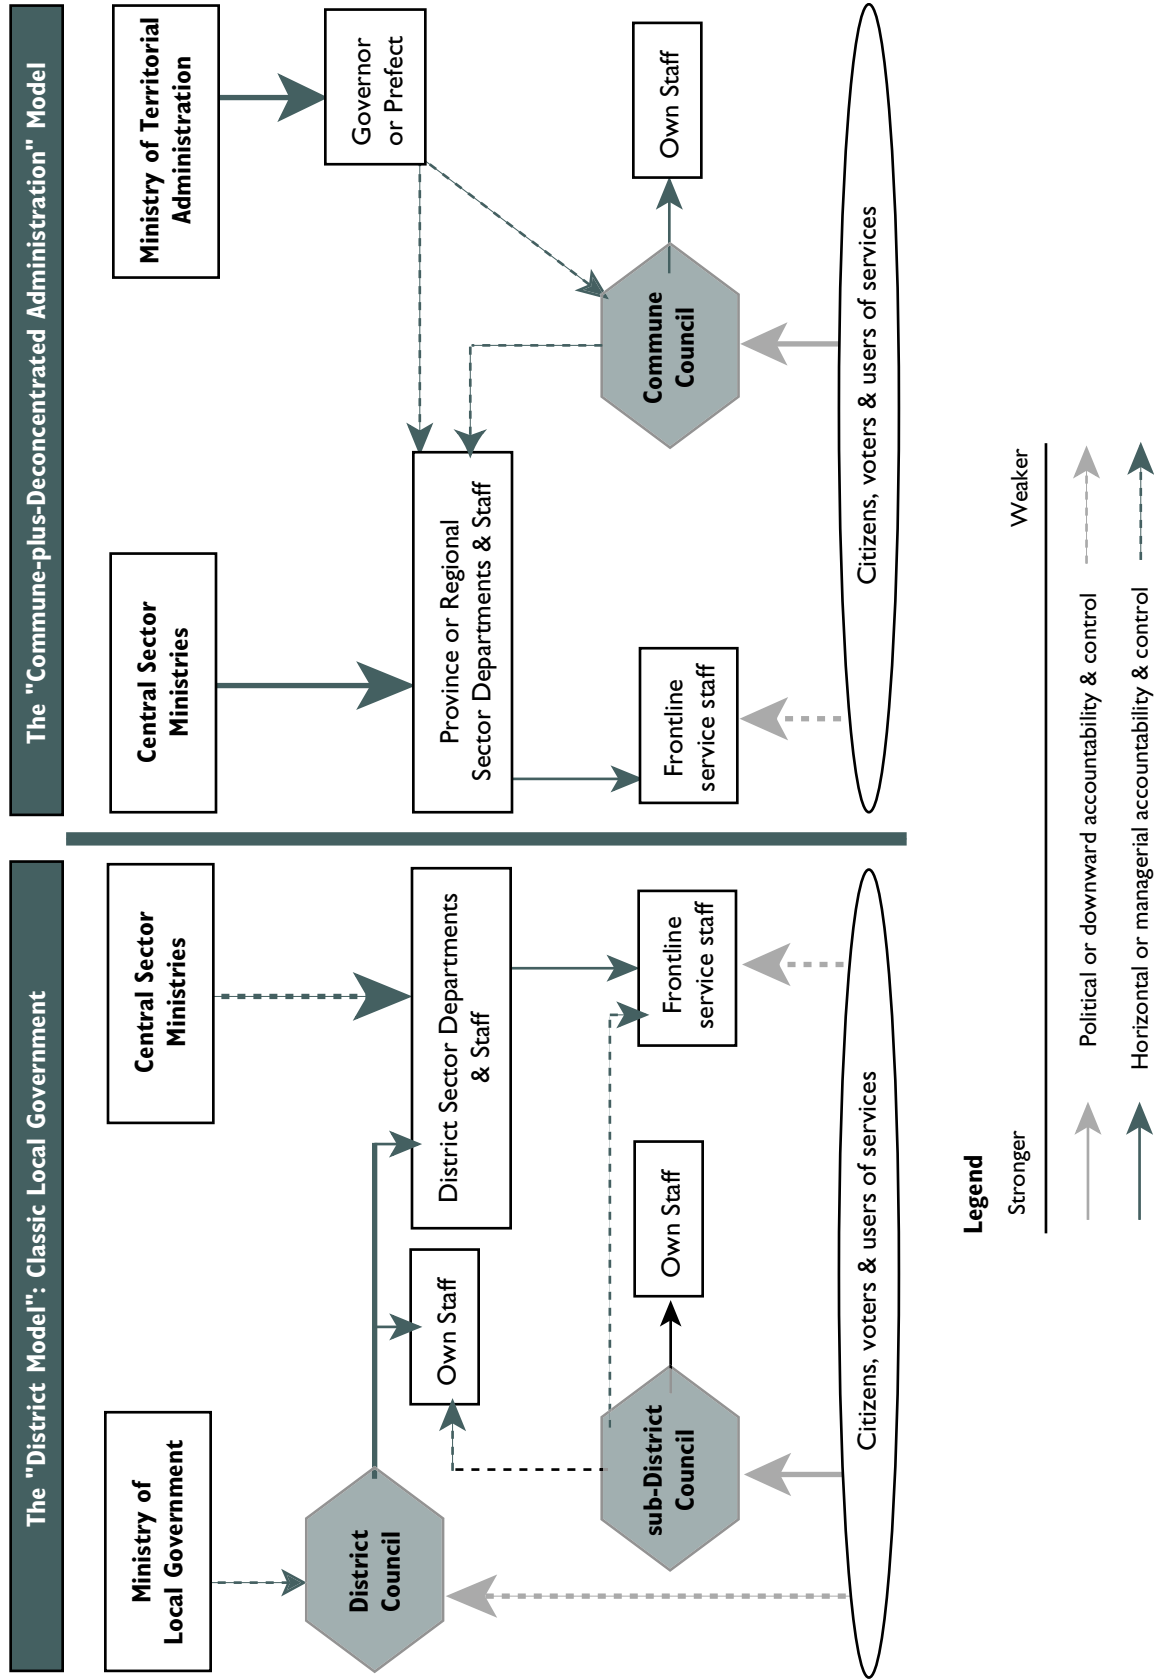 The "District Model": Classic Local Government
Ministry of
Local Government
Central Sector
Ministries
District
Council
Own Staff
District Sector Departments
& Staff
sub-District
Council
Own Staff
Frontline
service staff
Citizens, voters & users of services
The "Commune-plus-Deconcentrated Administration" Model
Central Sector
Ministries
Ministry of Territorial
Administration
Governor
or Prefect
Province or Regional
Sector Departments & Staff
Frontline
service staff
Commune
Council
Own Staff
Citizens, voters & users of services
Legend
Stronger
Weaker
Political or downward accountability & control
Horizontal or managerial accountability & control